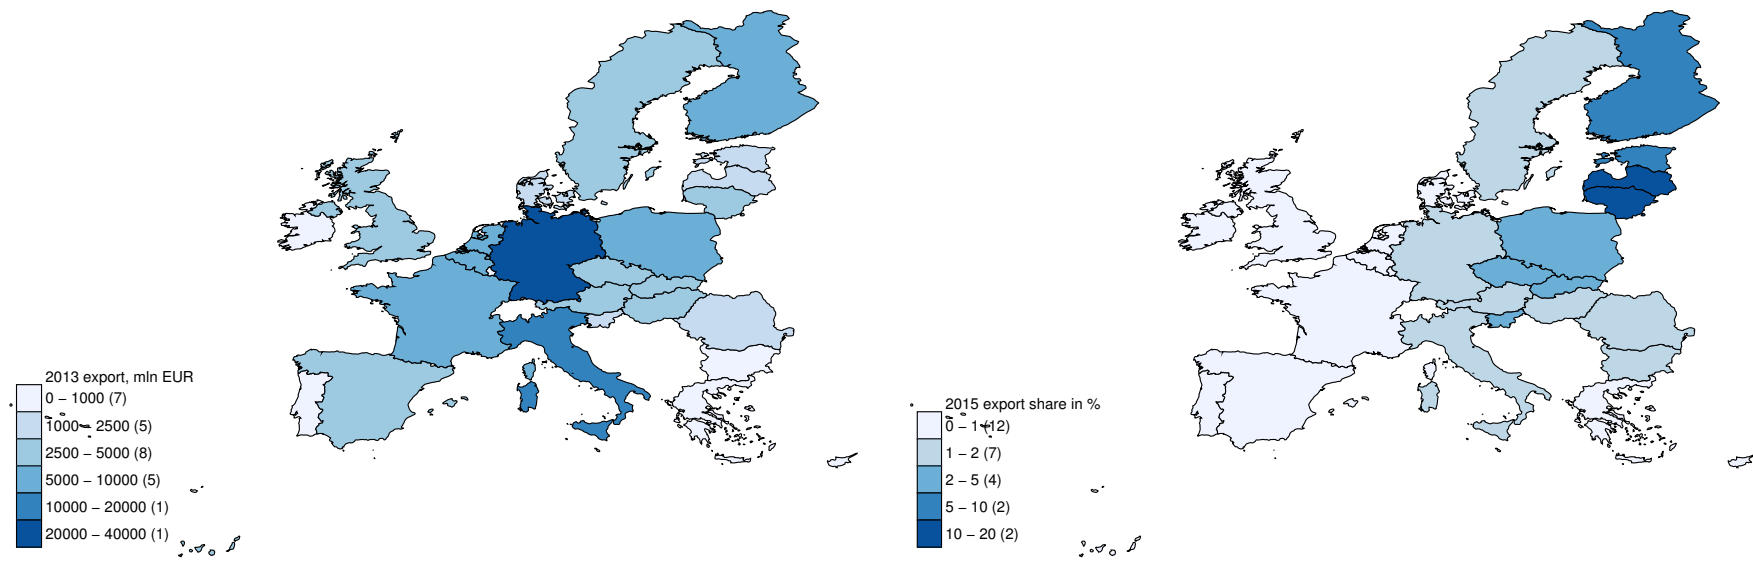 2013 export, mln EUR
0 − 1000 (7)
1000 − 2500 (5)
2500 − 5000 (8)
5000 − 10000 (5)
10000 − 20000 (1)
20000 − 40000 (1)
2015 export share in %
0 − 1 (12)
1 − 2 (7)
2 − 5 (4)
5 − 10 (2)
10 − 20 (2)